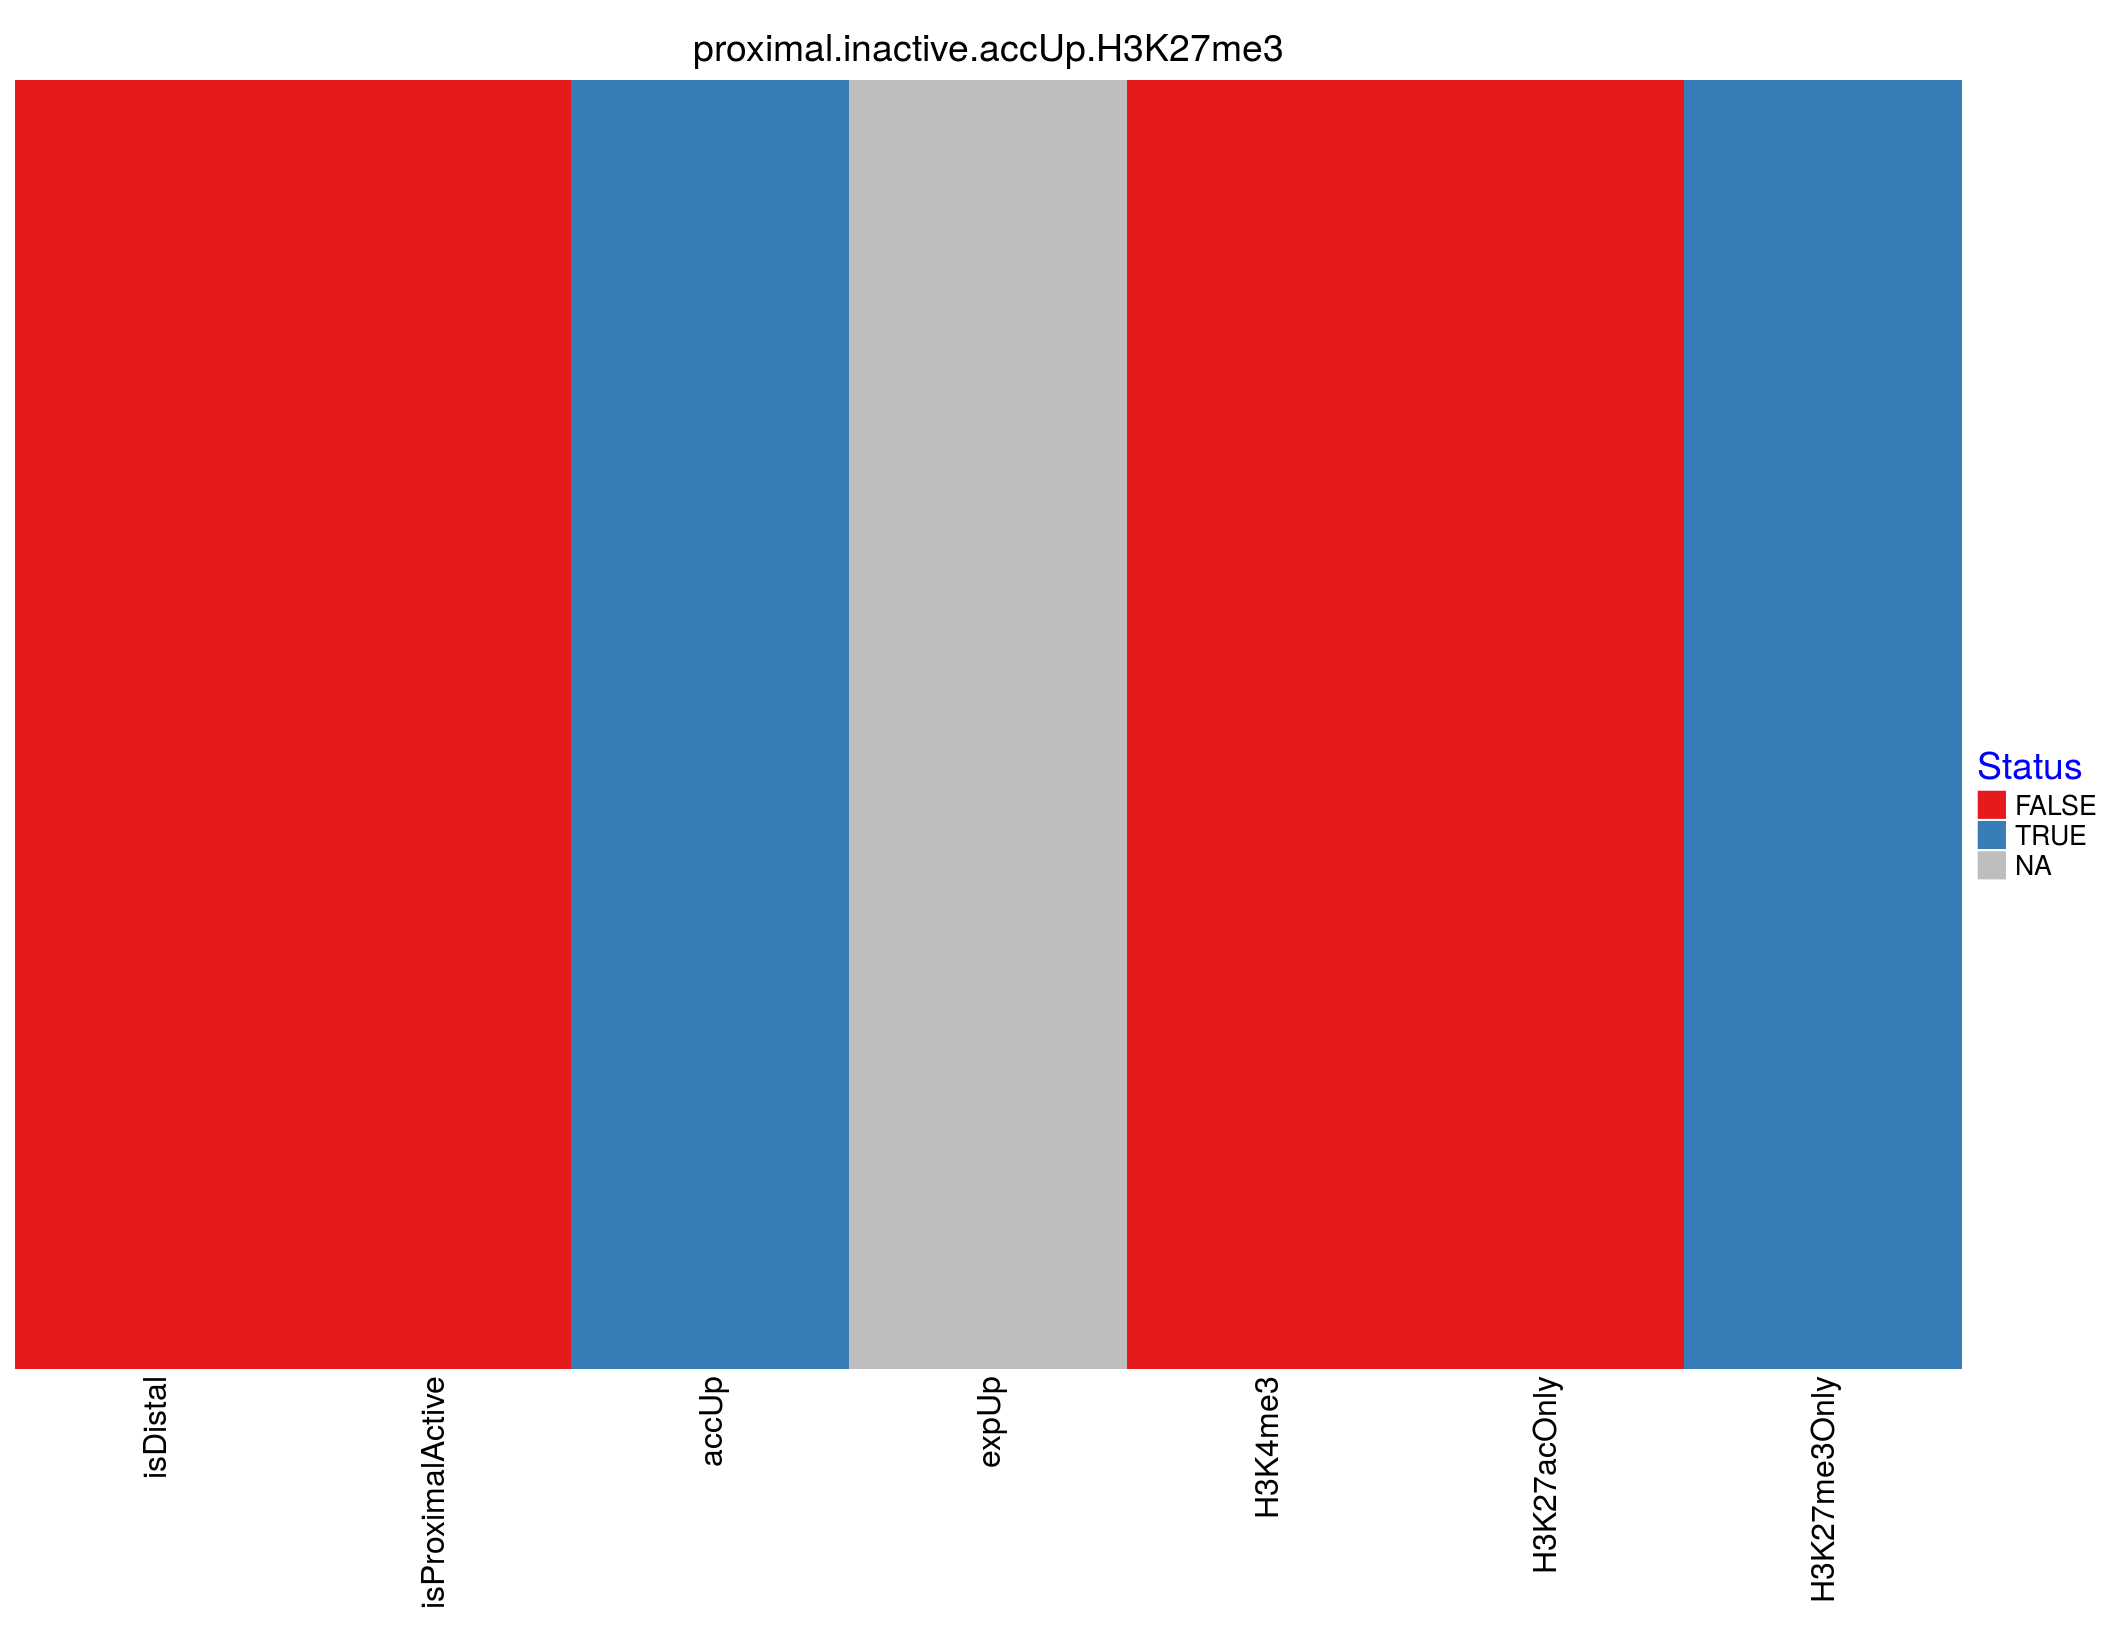 proximal.inactive.accUp.H3K27me3
Status
FALSE
TRUE
NA
isDistal
isProximalActive
accUp
expUp
H3K4me3
H3K27acOnly
H3K27me3Only